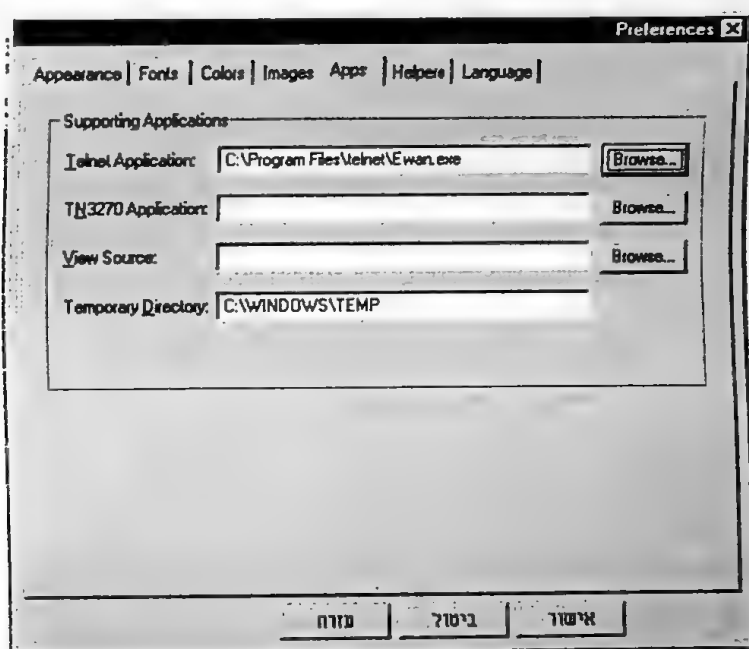 Preferences
Appearance Fonts Colors Images Apps Helpers Language
Supporting Applications
Telnet Application: C:\Program Files\telnet\Ewan.exe Browse...
TN3270 Application: Browse...
View Source: Browse...
Temporary Directory: C:\WINDOWS\TEMP
אישור ביטול עזרה